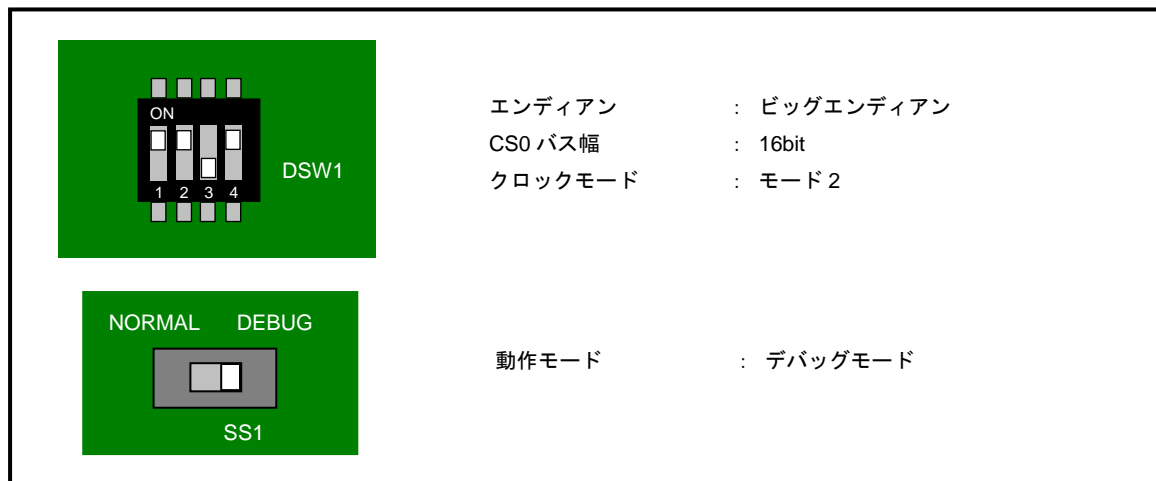 ON
1 2 3 4
DSW1
エンディアン : ビッグエンディアン
CS0 バス幅 : 16bit
クロックモード : モード 2
NORMAL DEBUG
SS1
動作モード : デバッグモード